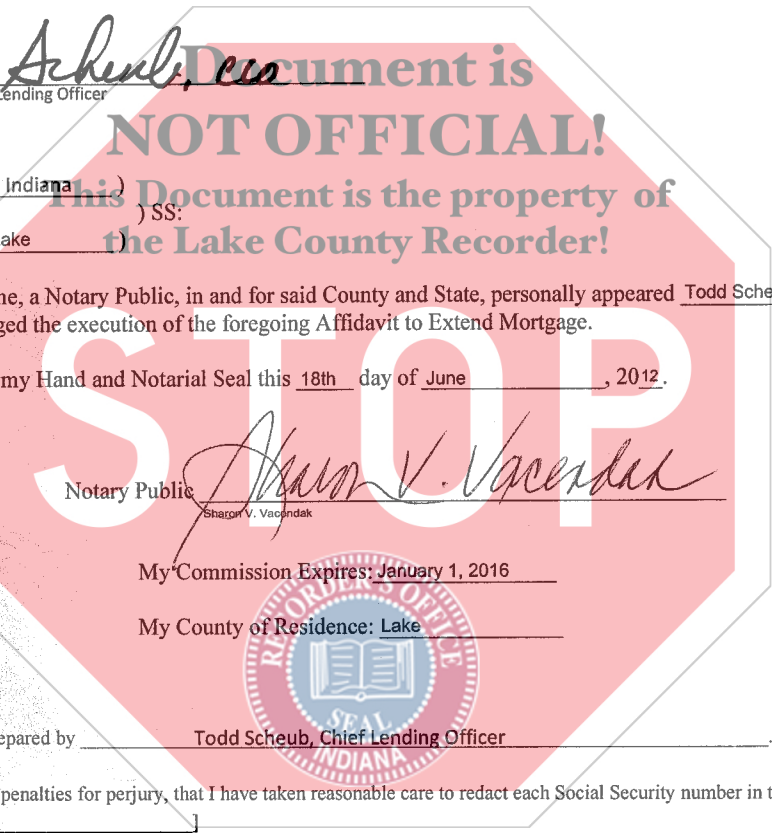 Scheub, CLO
Lending Officer
Document is
NOT OFFICIAL!
Indiana )
This Document is the property of
) SS:
ake )
the Lake County Recorder!
ne, a Notary Public, in and for said County and State, personally appeared Todd Sche
ged the execution of the foregoing Affidavit to Extend Mortgage.
STOP
my Hand and Notarial Seal this 18th day of June , 2012.
Notary Public Sharon V. Vacendak
Sharon V. Vacendak
My Commission Expires: January 1, 2016
My County of Residence: Lake
RECORDER'S OFFICE
SEAL
INDIANA
epared by Todd Scheub, Chief Lending Officer .
penalties for perjury, that I have taken reasonable care to redact each Social Security number in t
]